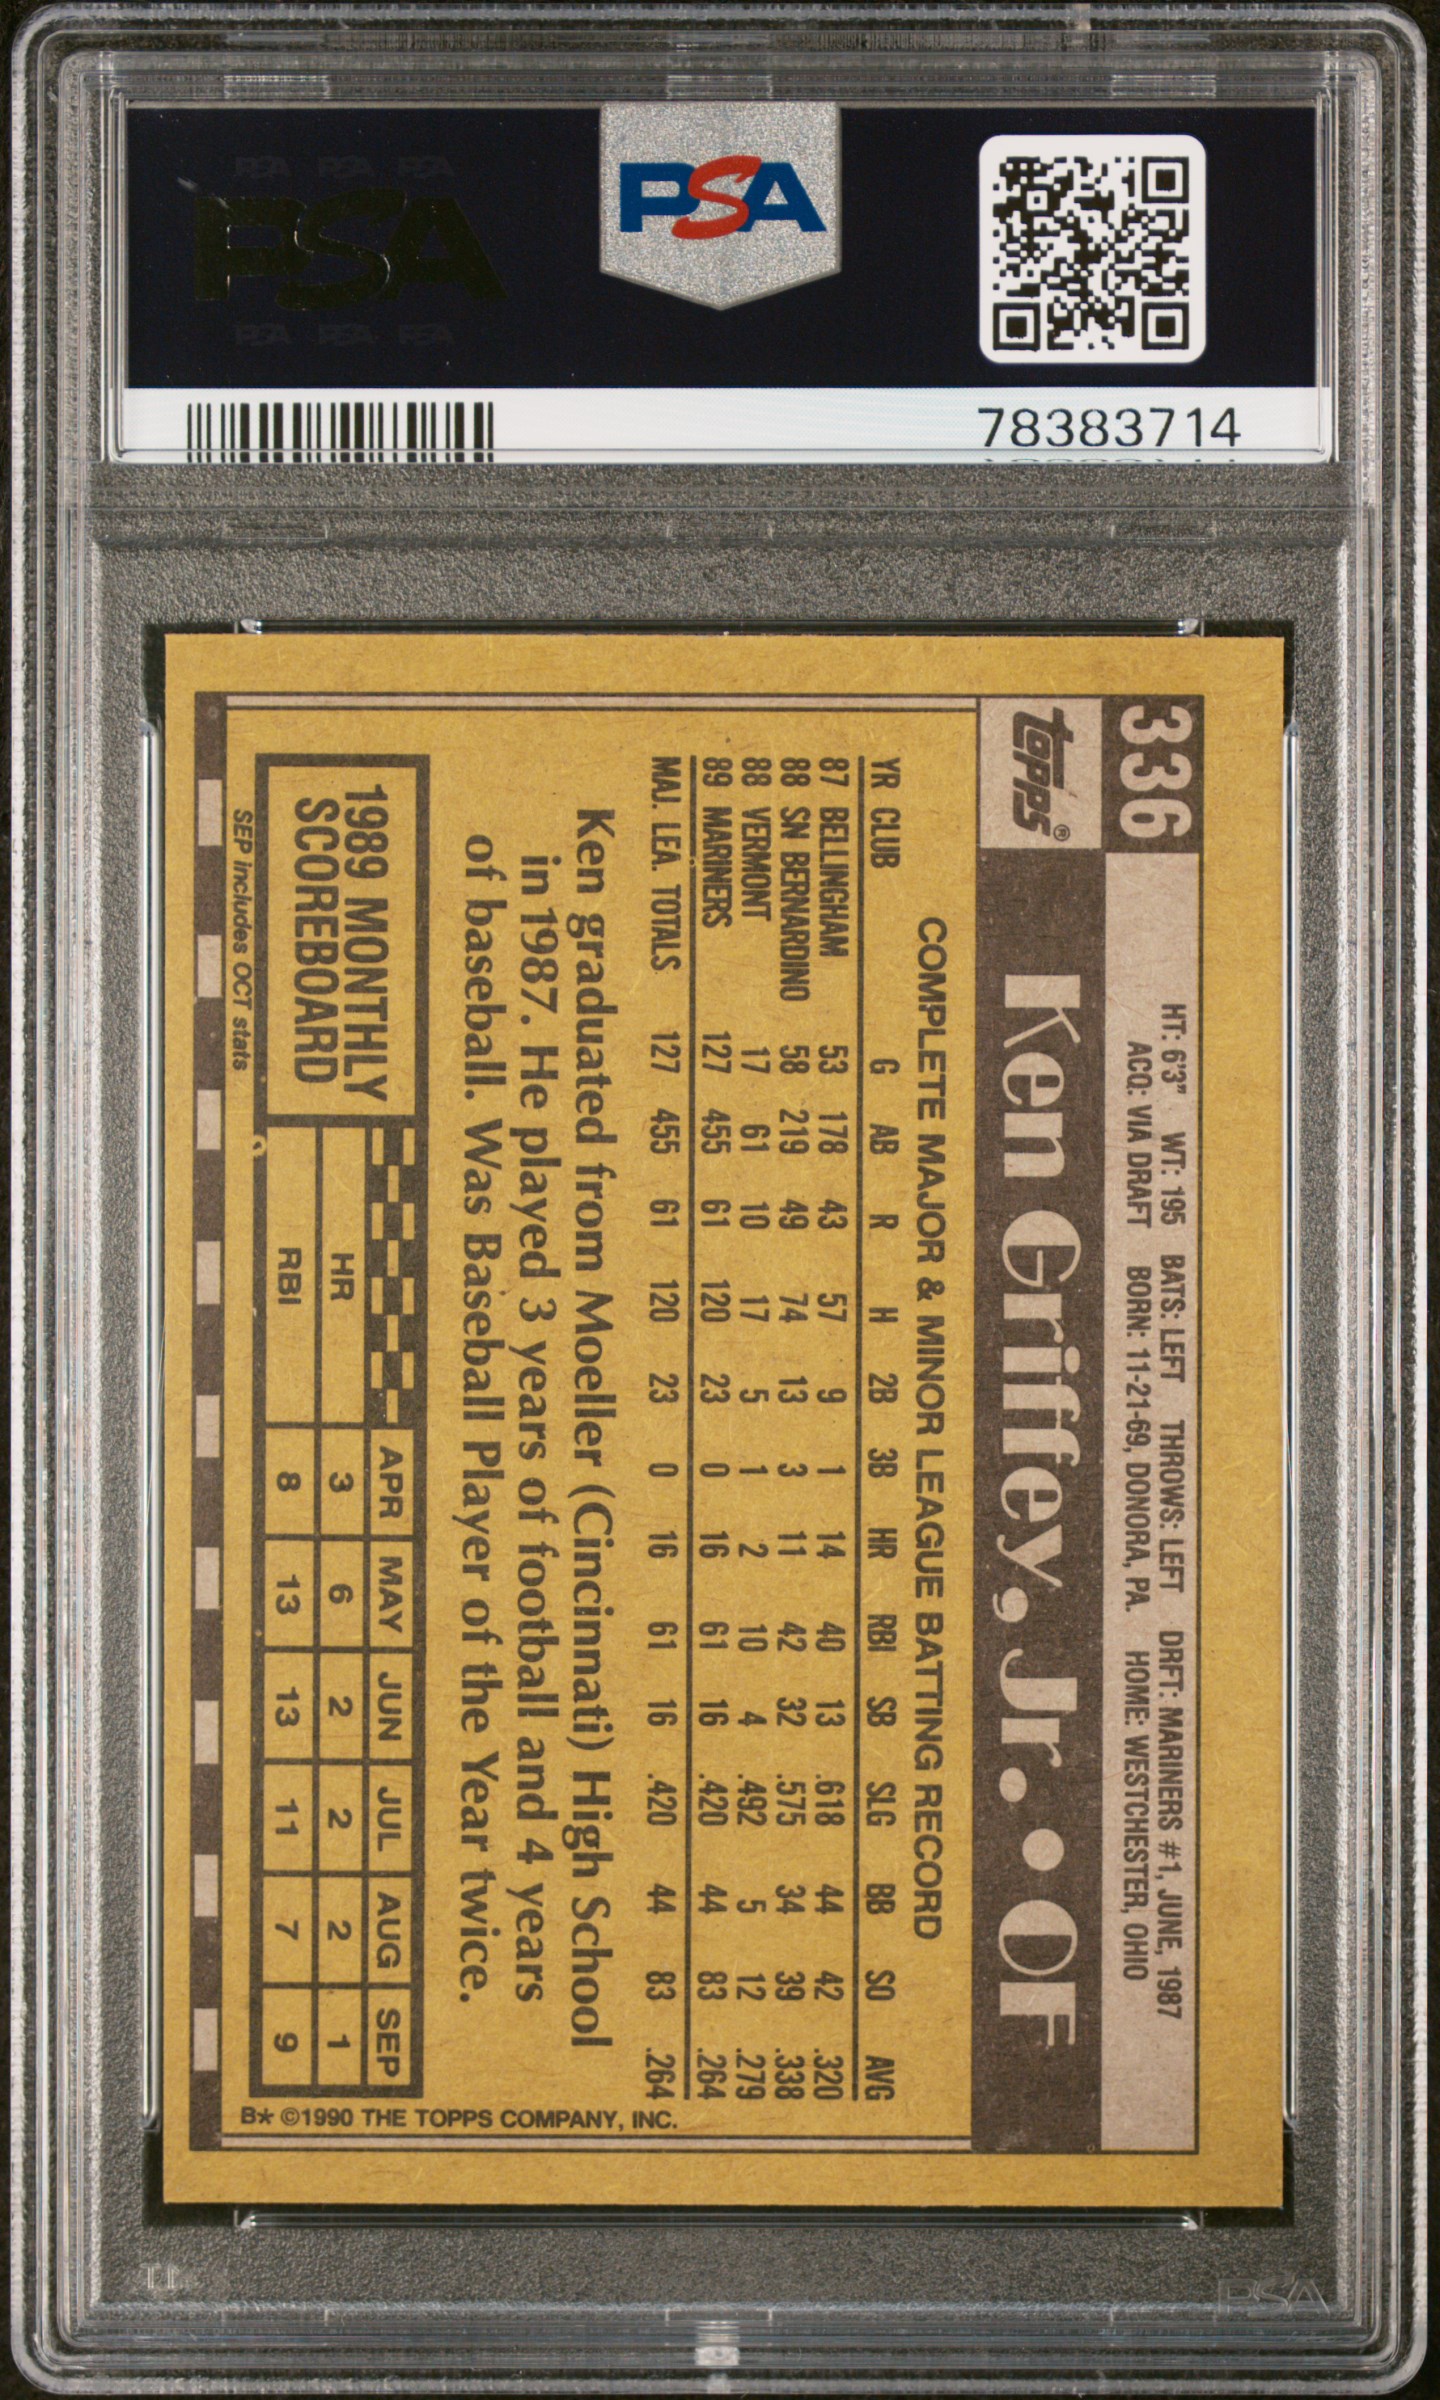 PSA PSA PSA
PSA
PSA PSA PSA
PSA
78383714
336
topps®
HT: 6'3" WT: 195 BATS: LEFT THROWS: LEFT DRFT: MARINERS #1, JUNE, 1987
ACQ: VIA DRAFT BORN: 11-21-69, DONORA, PA. HOME: WESTCHESTER, OHIO
Ken Griffey, Jr. • OF
COMPLETE MAJOR & MINOR LEAGUE BATTING RECORD
YR CLUB G AB R H 2B 3B HR RBI SB SLG BB SO AVG
87 BELLINGHAM 53 178 43 57 9 1 14 40 13 .618 44 42 .320
88 SN BERNARDINO 58 219 49 74 13 3 11 42 32 .575 34 39 .338
88 VERMONT 17 61 10 17 5 1 2 10 4 .492 5 12 .279
89 MARINERS 127 455 61 120 23 0 16 61 16 .420 44 83 .264
MAJ. LEA. TOTALS 127 455 61 120 23 0 16 61 16 .420 44 83 .264
Ken graduated from Moeller (Cincinnati) High School
in 1987. He played 3 years of football and 4 years
of baseball. Was Baseball Player of the Year twice.
1989 MONTHLY
SCOREBOARD
APR MAY JUN JUL AUG SEP
HR 3 6 2 2 2 1
RBI 8 13 13 11 7 9
SEP includes OCT stats
B* ©1990 THE TOPPS COMPANY, INC.
PSA